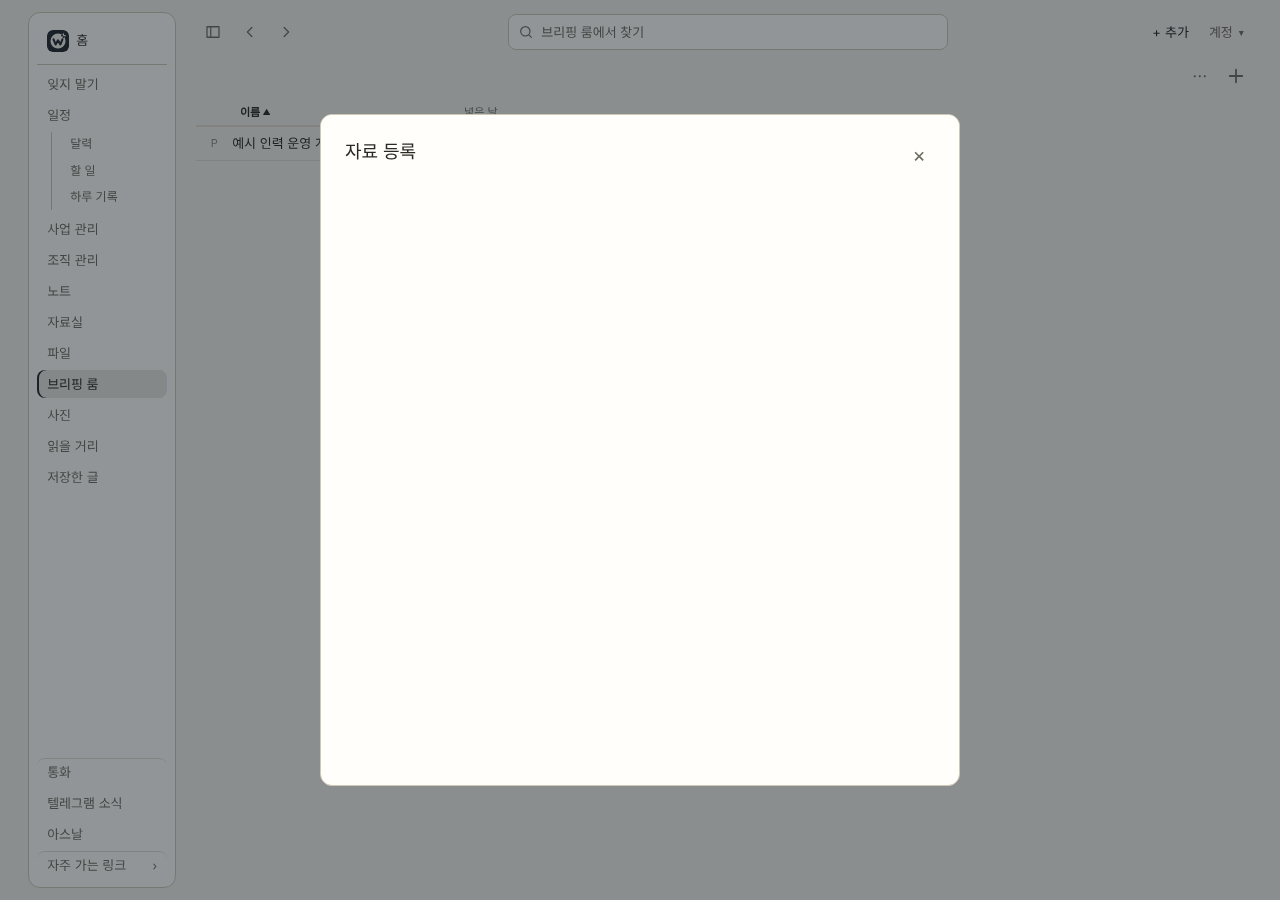 홈
잊지 말기
일정
달력
할 일
하루 기록
사업 관리
조직 관리
노트
자료실
파일
브리핑 룸
사진
읽을 거리
저장한 글
통화
텔레그램 소식
아스날
자주 가는 링크 ›
브리핑 룸에서 찾기
+ 추가 계정 ▾
···
이름▲
P 예시 인력 운영
자료 등록
×